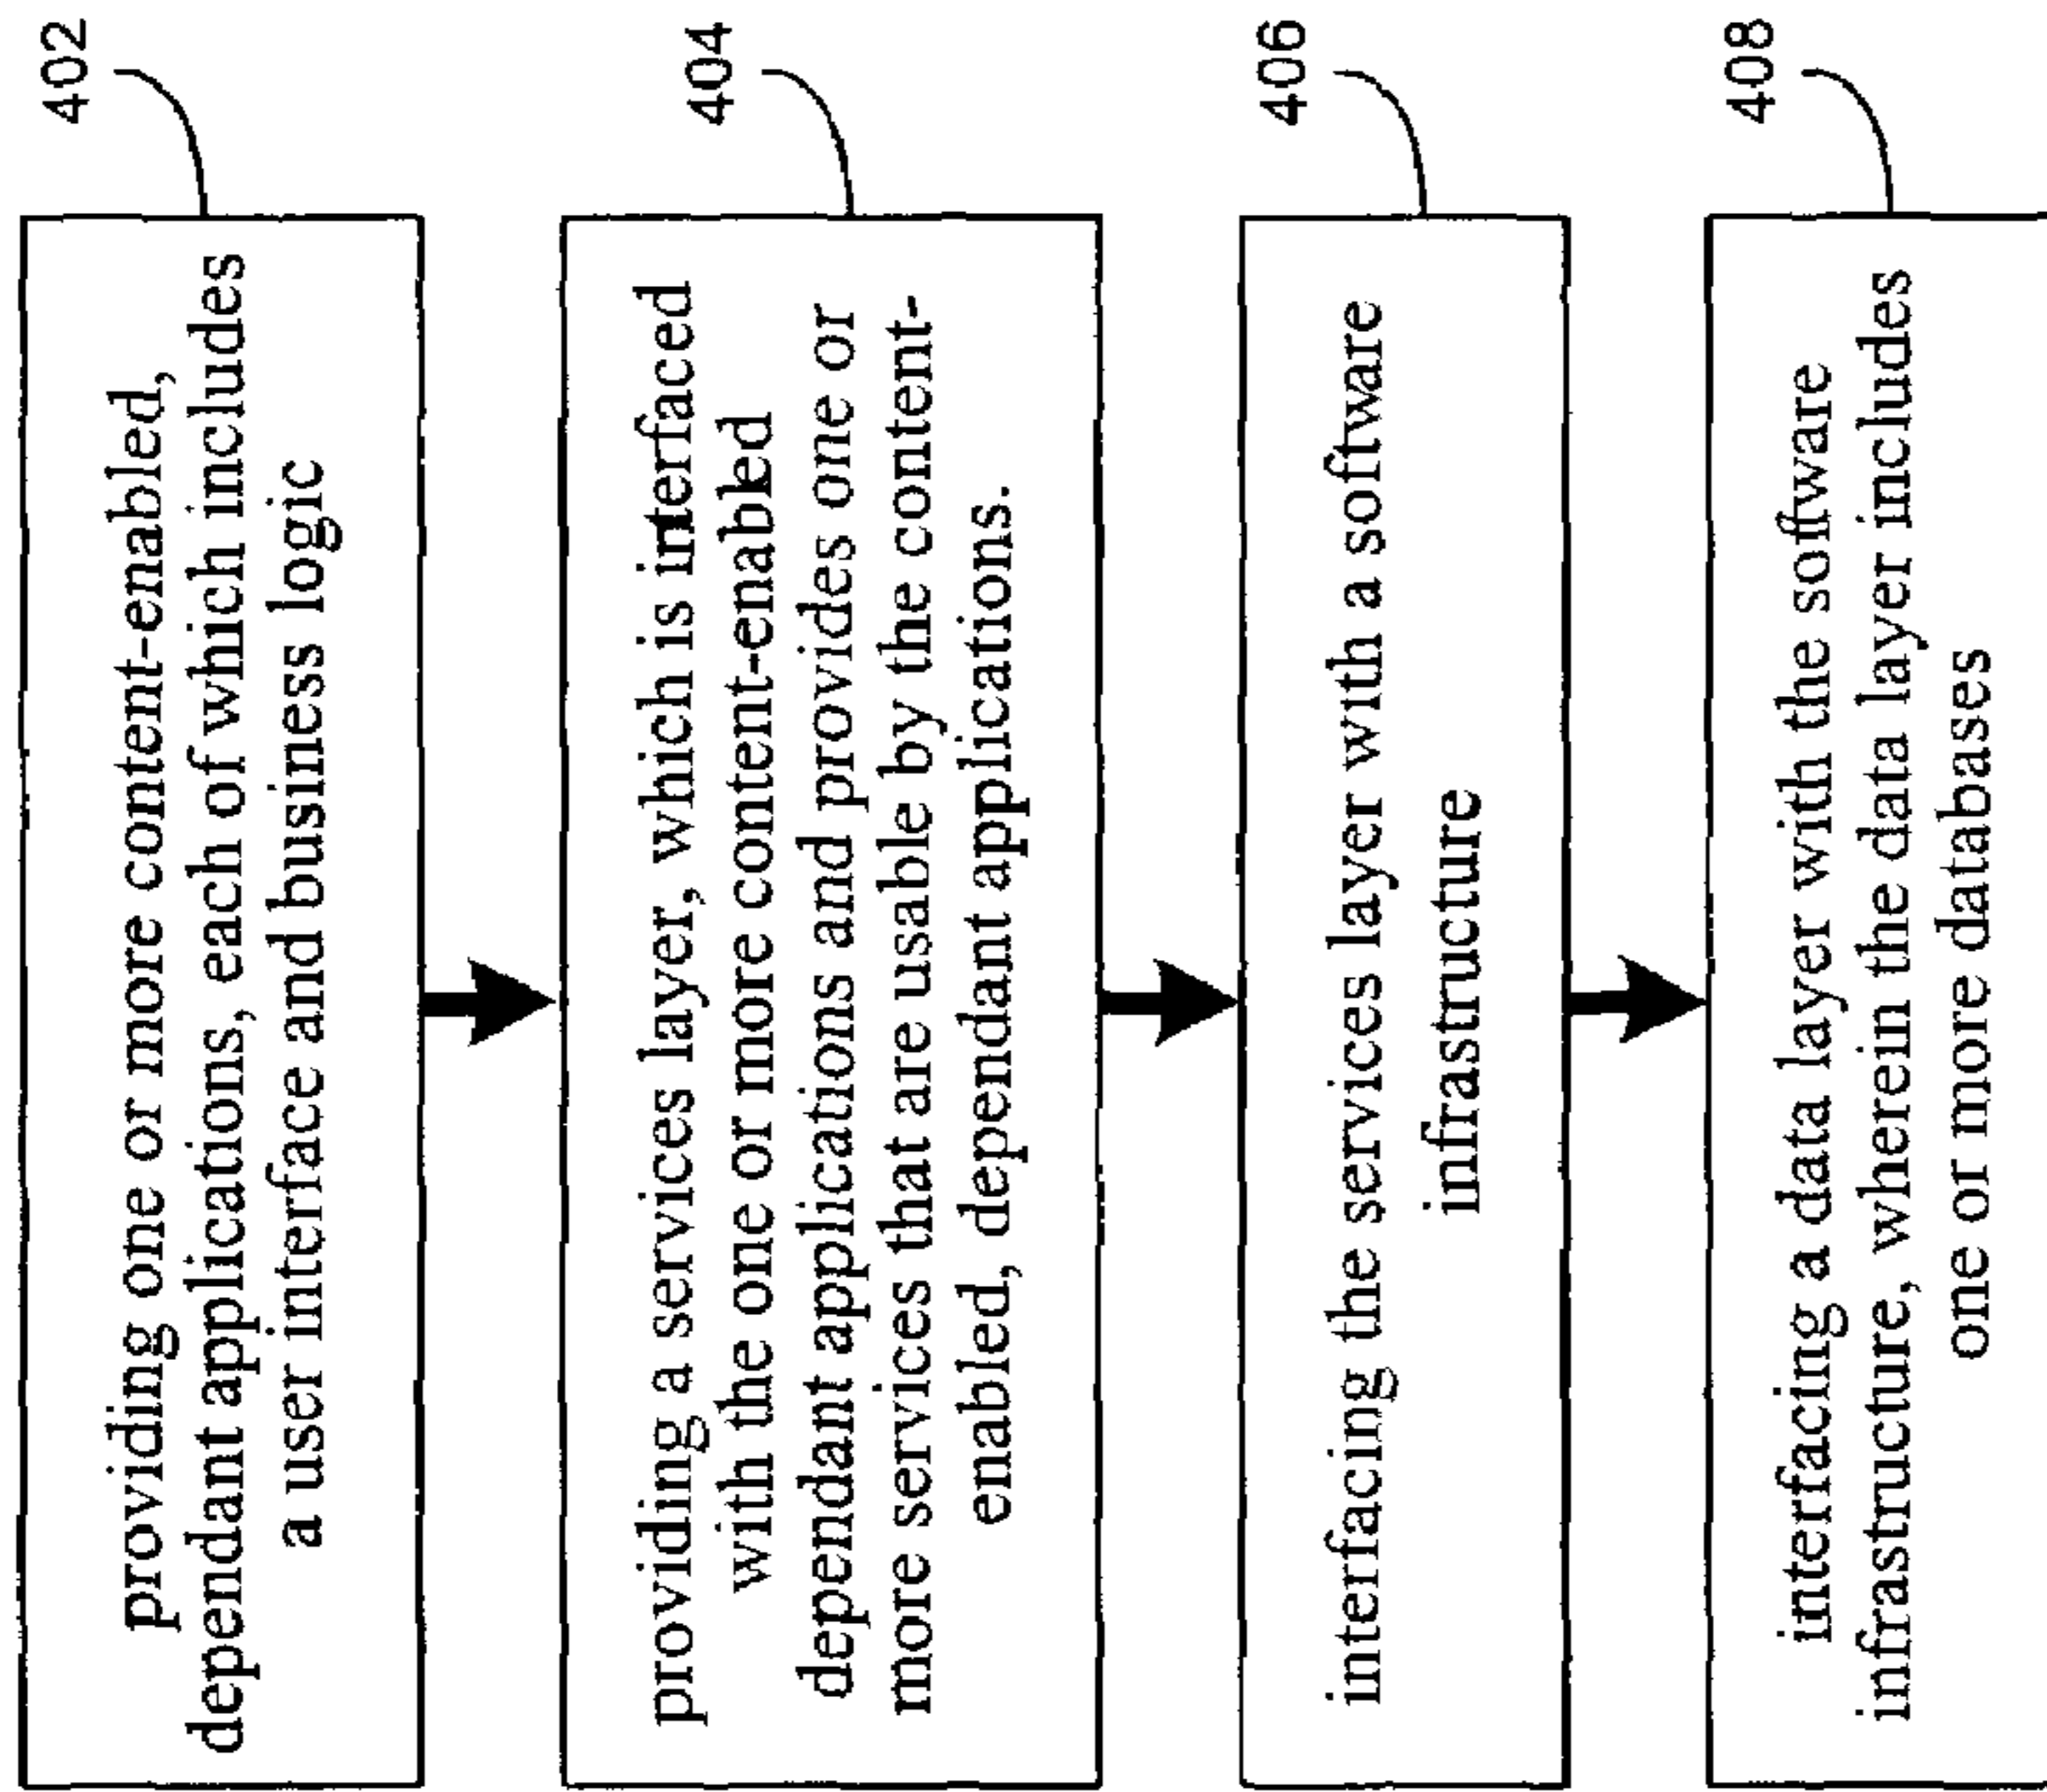 402
providing one or more content-enabled,
dependant applications, each of which includes
a user interface and business logic
404
providing a services layer, which is interfaced
with the one or more content-enabled
dependant applications and provides one or
more services that are usable by the content-
enabled, dependant applications.
406
interfacing the services layer with a software
infrastructure
408
interfacing a data layer with the software
infrastructure, wherein the data layer includes
one or more databases